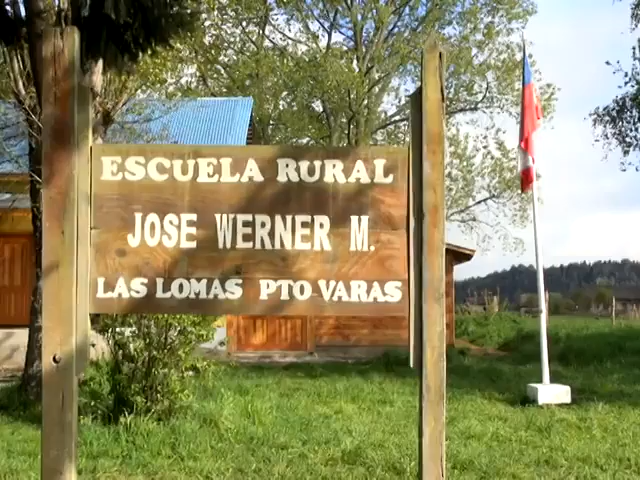 ESCUELA RURAL
JOSE WERNER M.
LAS LOMAS PTO VARAS